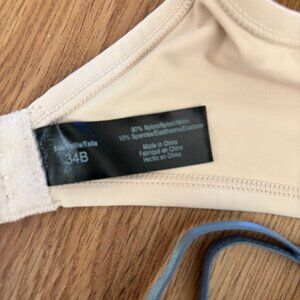 Size/Taille/Talla
34B
90% Nylon/Nylon/Nilón
10% Spandex/Elasthanne/Elastano
Made in China
Fabriqué en China
Hecho en China